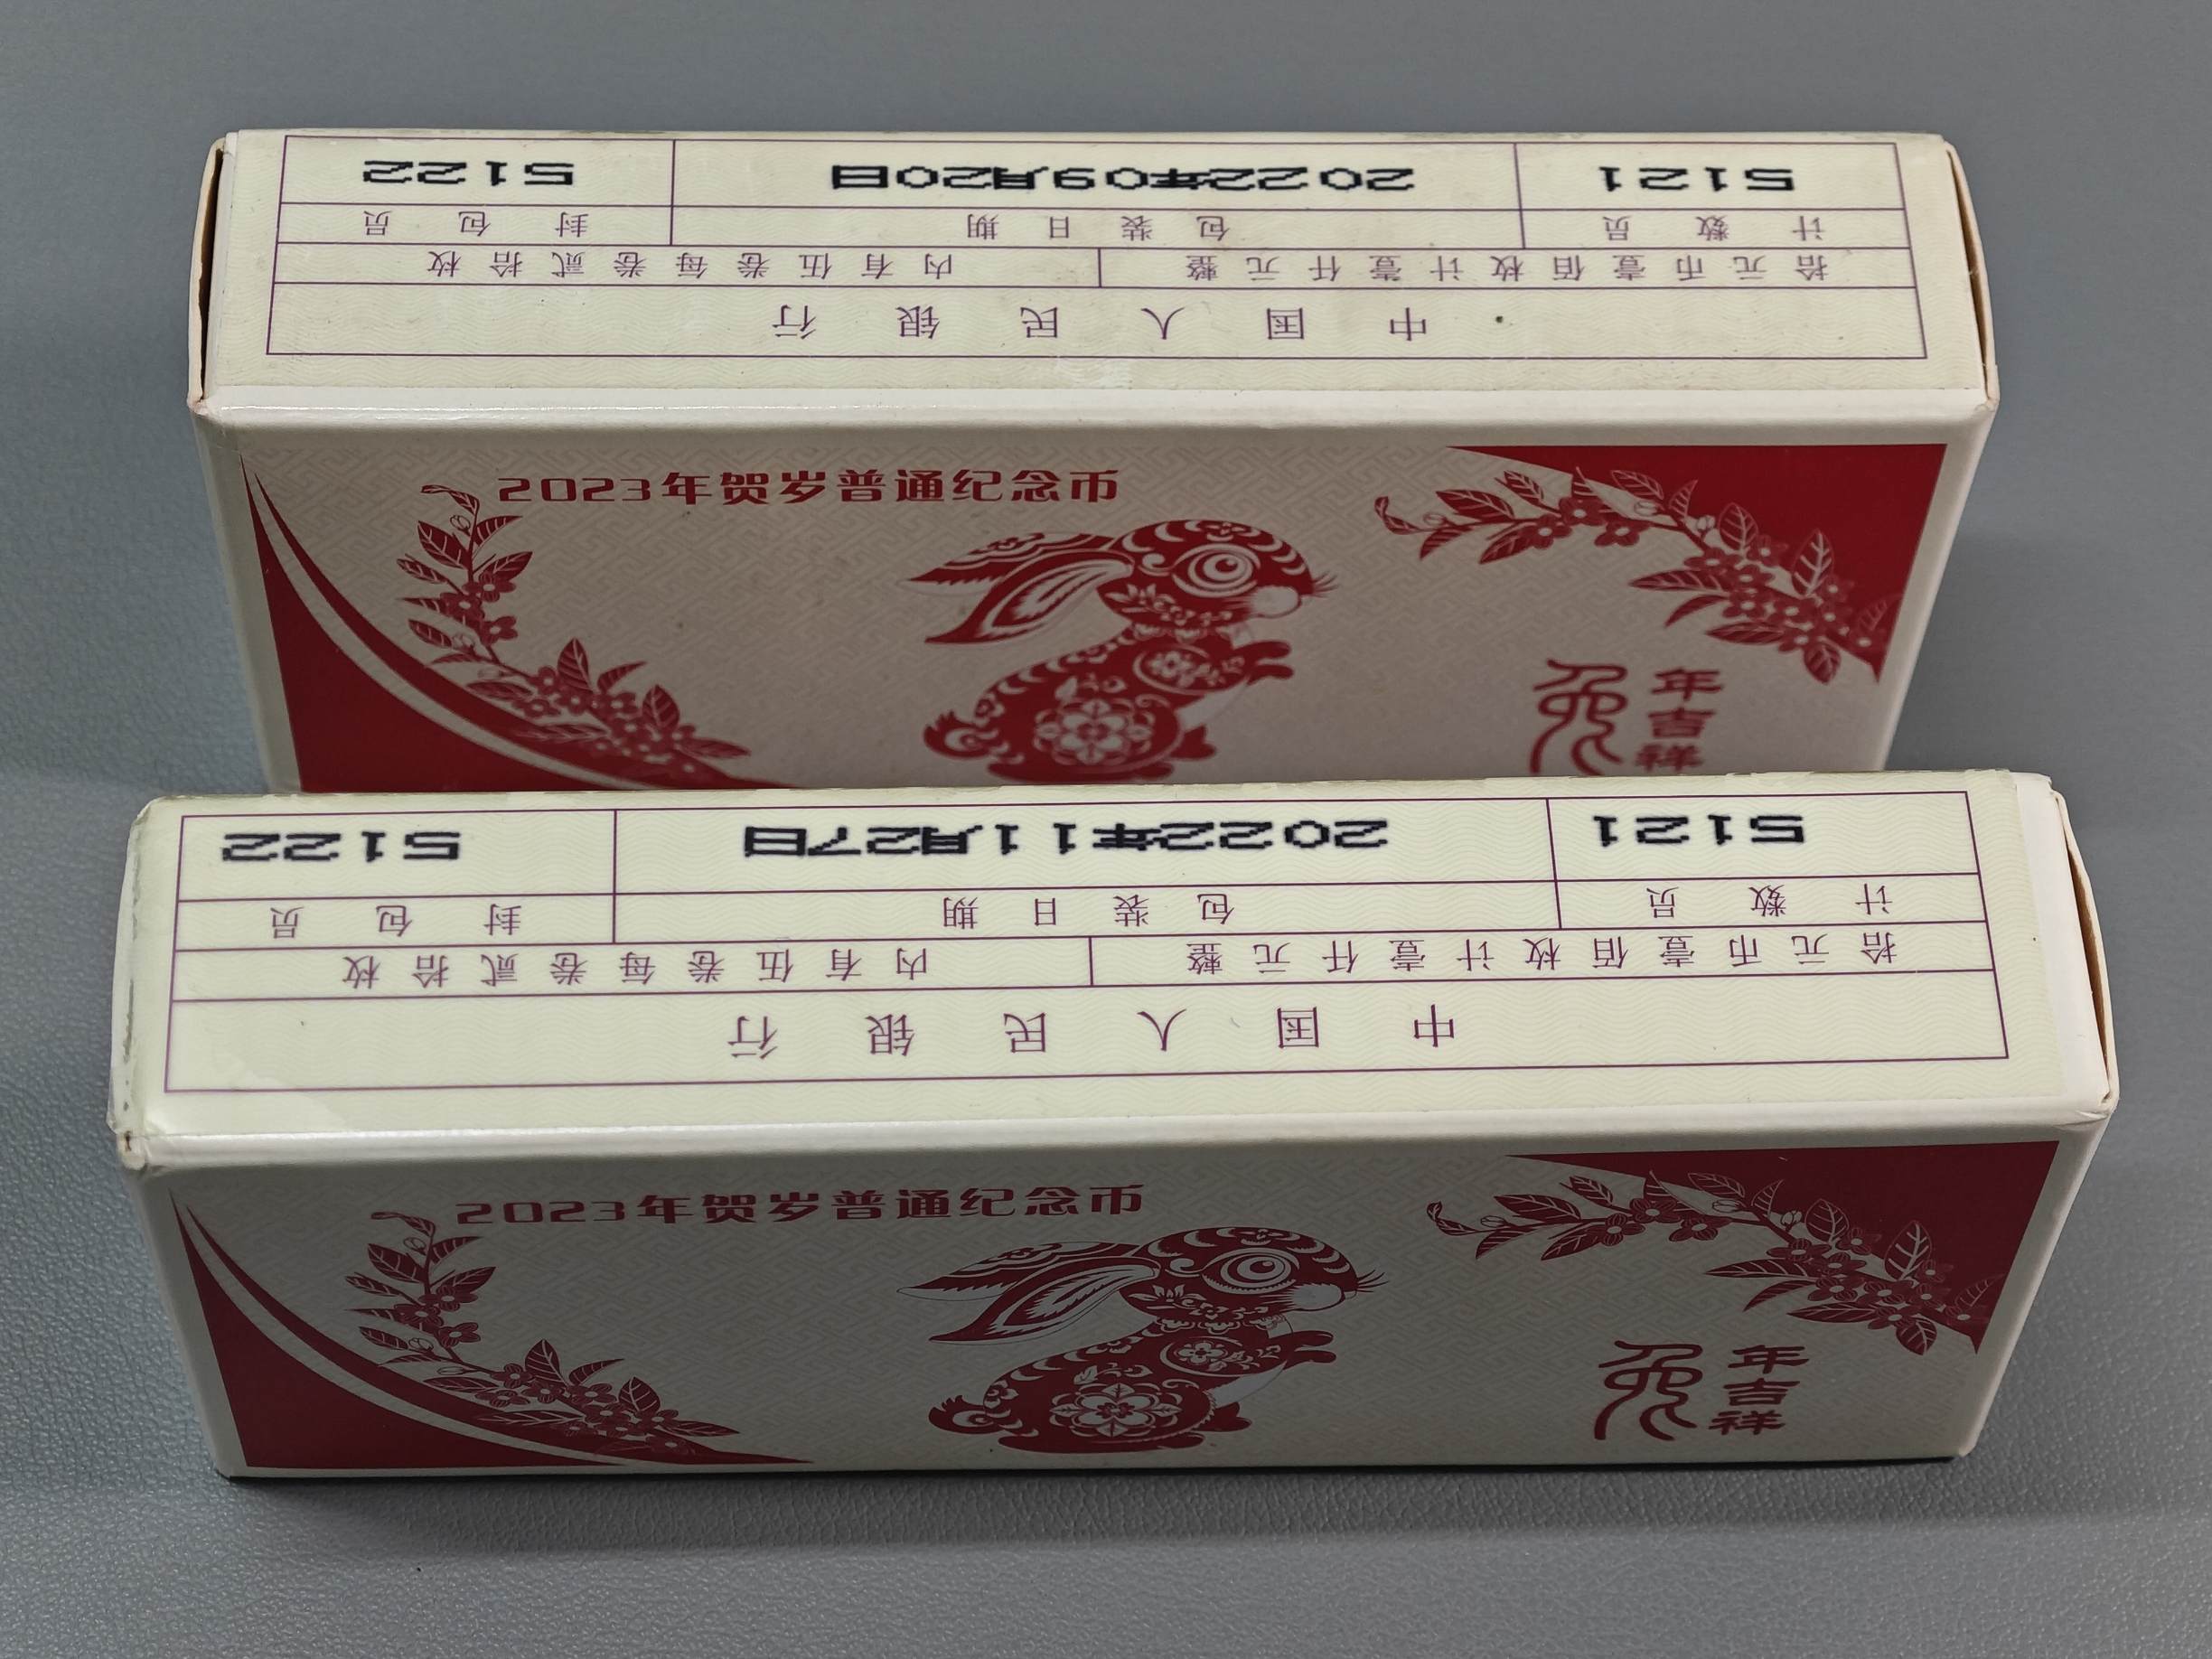 中国人民银行
拾元币壹佰枚计壹仟元整 内有伍卷每卷贰拾枚
计数员 包装日期 封包员
5121 2022年09月20日 5122
2023年贺岁普通纪念币
兔年吉祥
中国人民银行
拾元币壹佰枚计壹仟元整 内有伍卷每卷贰拾枚
计数员 包装日期 封包员
5121 2022年11月27日 5122
2023年贺岁普通纪念币
兔年吉祥